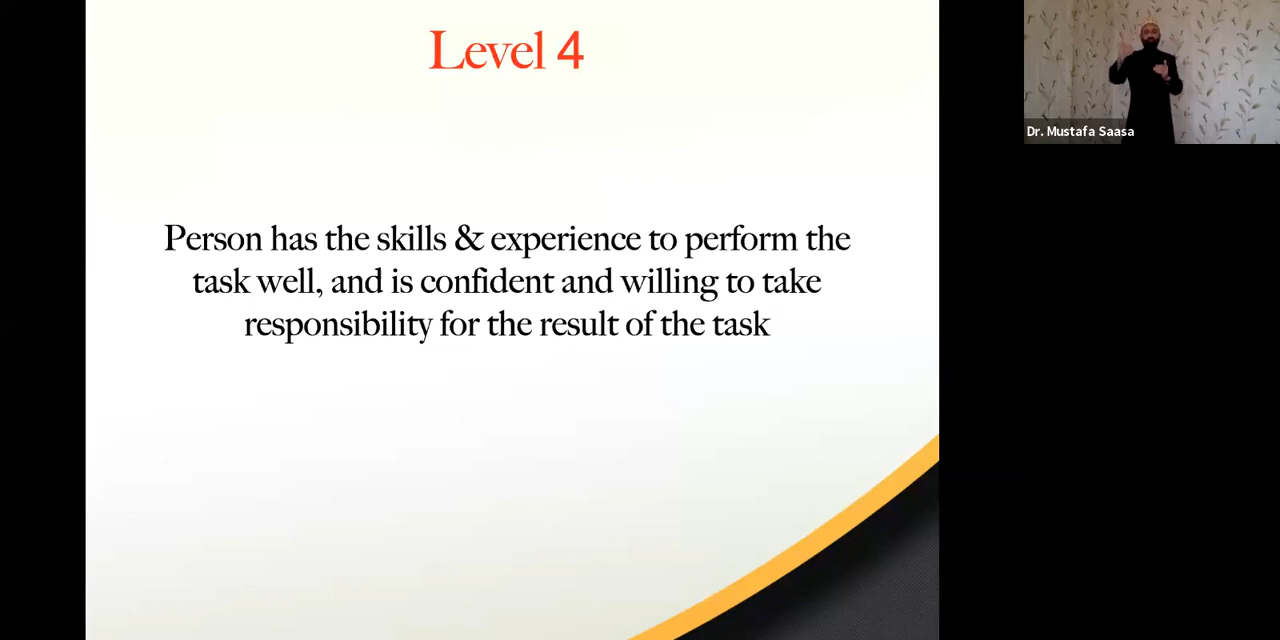 Level 4
Person has the skills & experience to perform the
task well, and is confident and willing to take
responsibility for the result of the task
Dr. Mustafa Saasa